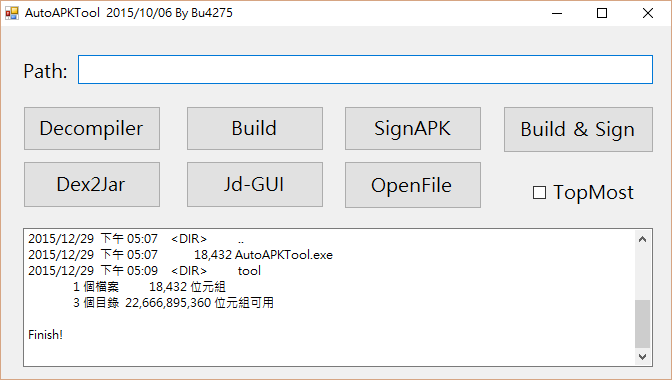 AutoAPKTool 2015/10/06 By Bu4275
Path:
Decompiler Build SignAPK Build & Sign
Dex2Jar Jd-GUI OpenFile TopMost
2015/12/29 下午 05:07 <DIR> ..
2015/12/29 下午 05:07 18,432 AutoAPKTool.exe
2015/12/29 下午 05:09 <DIR> tool
1 個檔案 18,432 位元組
3 個目錄 22,666,895,360 位元組可用
Finish!